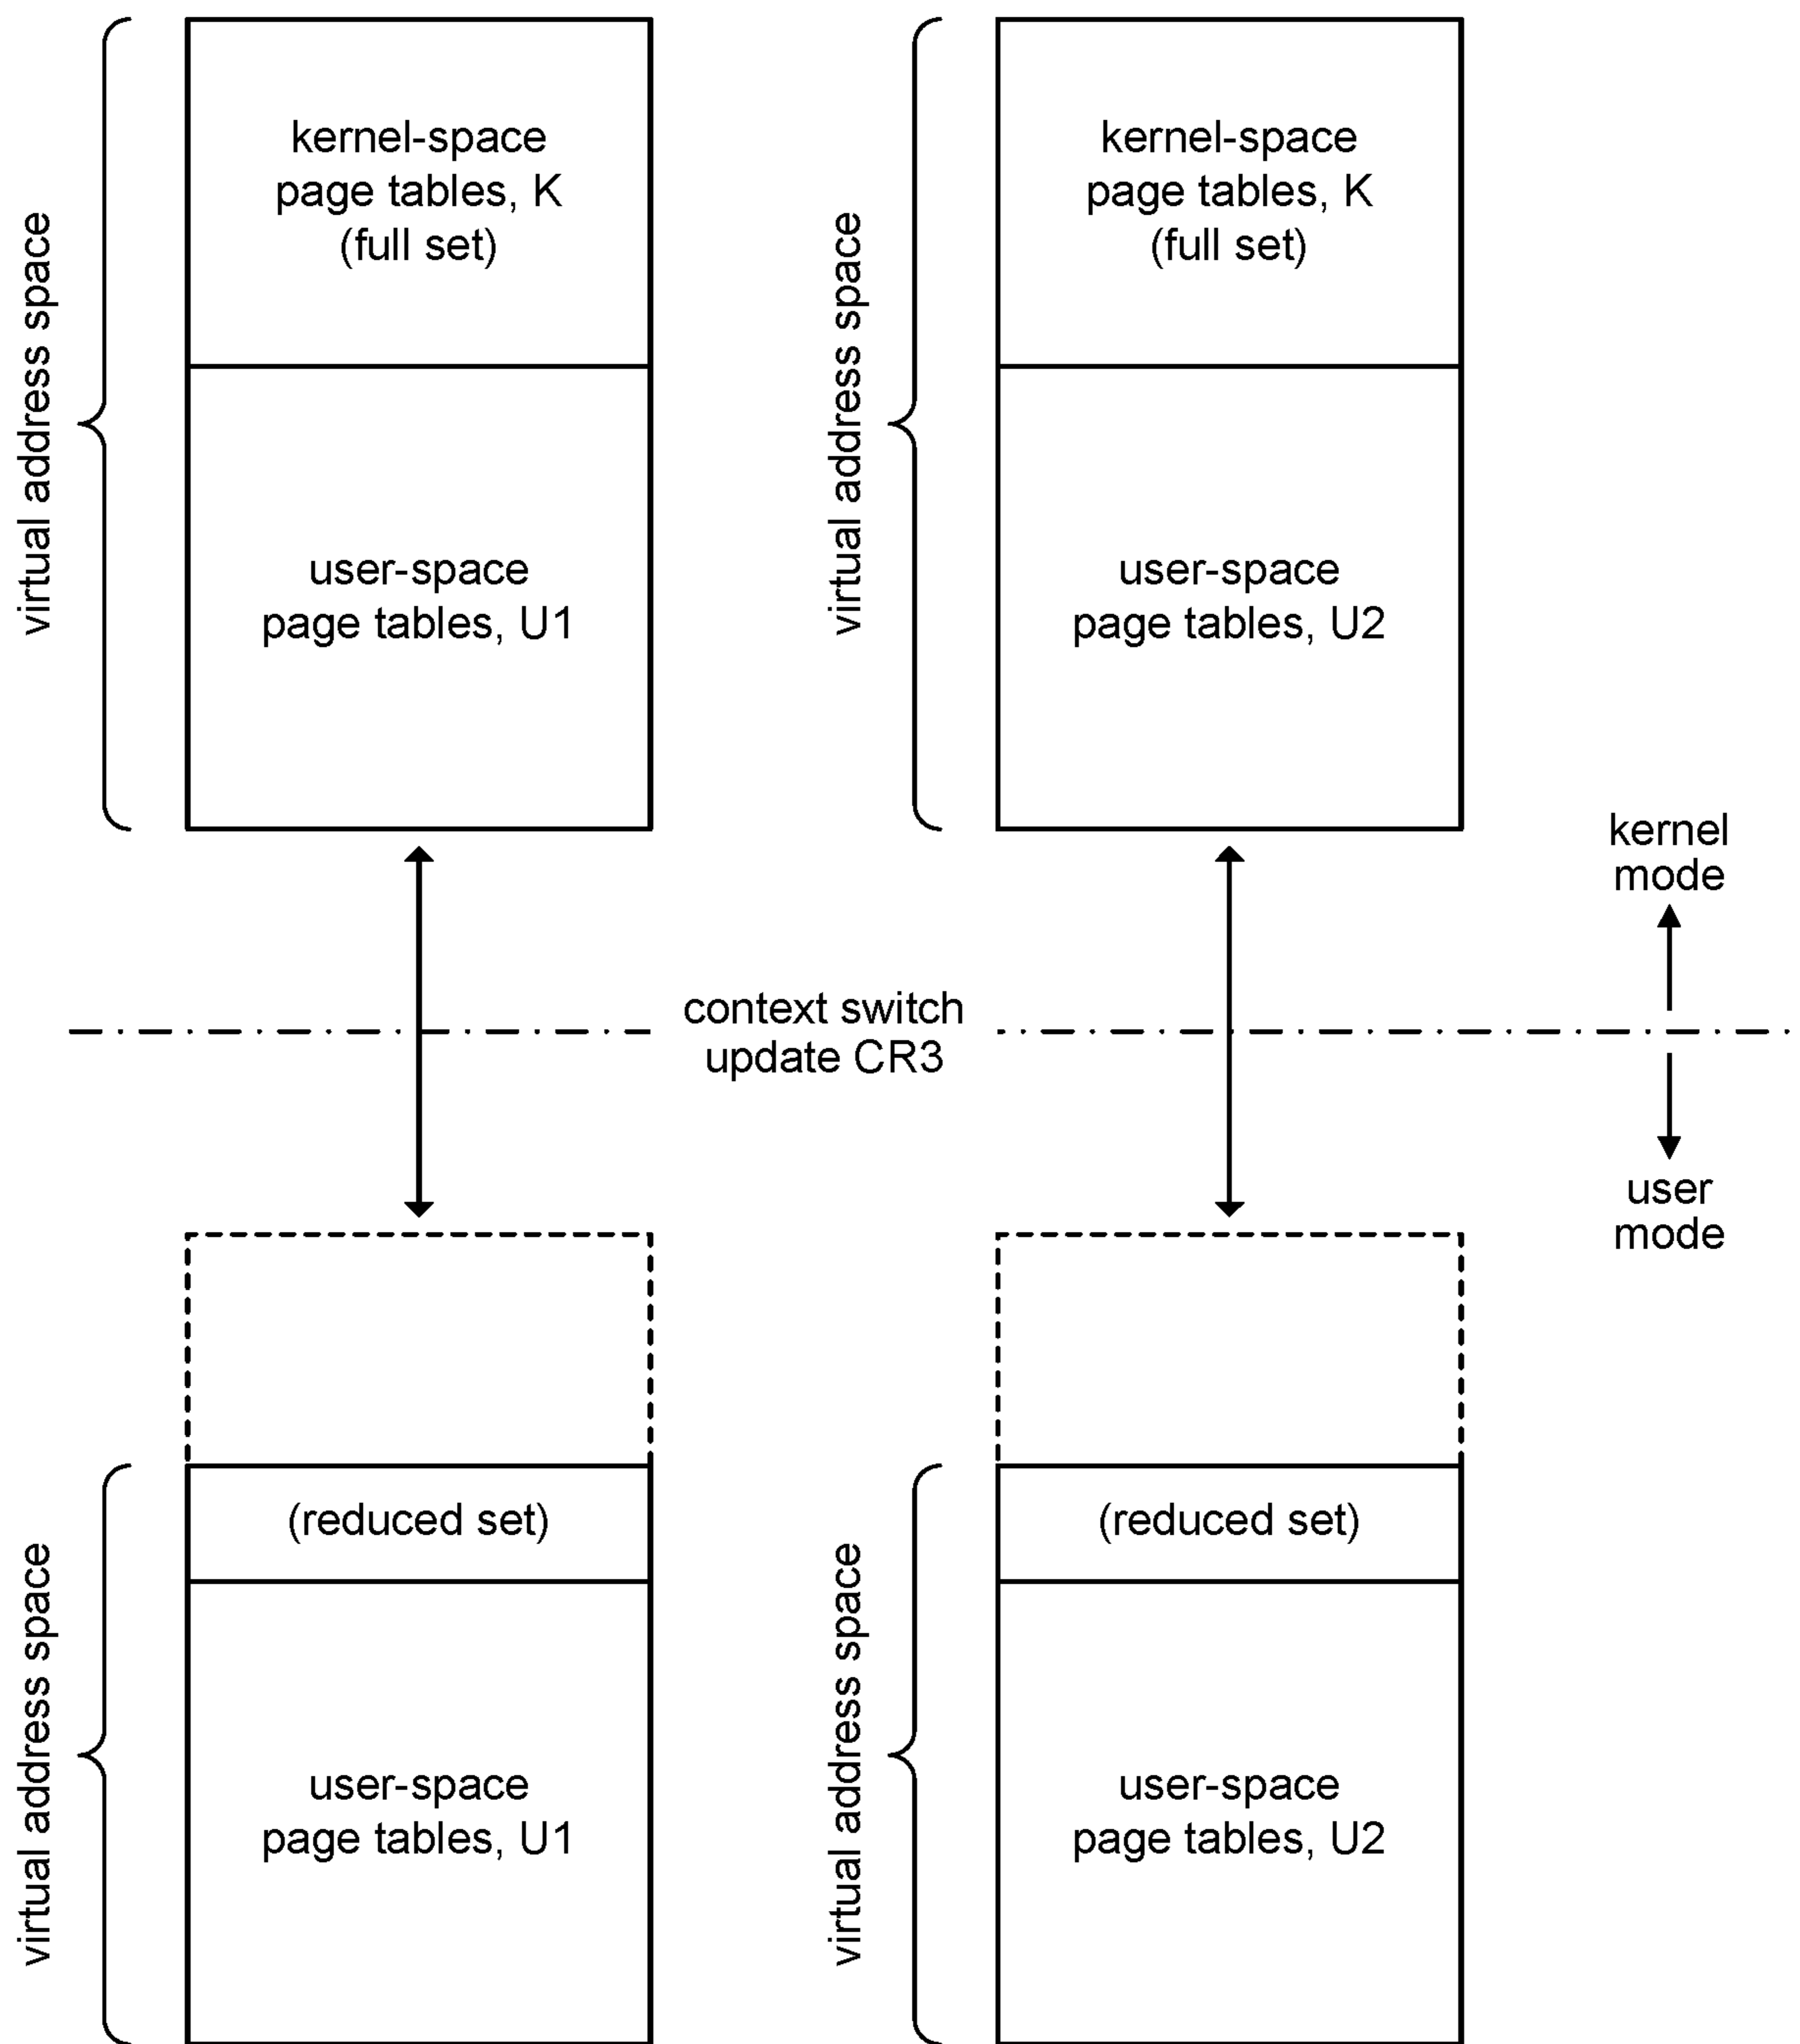 virtual address space
kernel-space
page tables, K
(full set)
user-space
page tables, U1
virtual address space
kernel-space
page tables, K
(full set)
user-space
page tables, U2
kernel
mode
context switch
update CR3
user
mode
virtual address space
(reduced set)
user-space
page tables, U1
virtual address space
(reduced set)
user-space
page tables, U2